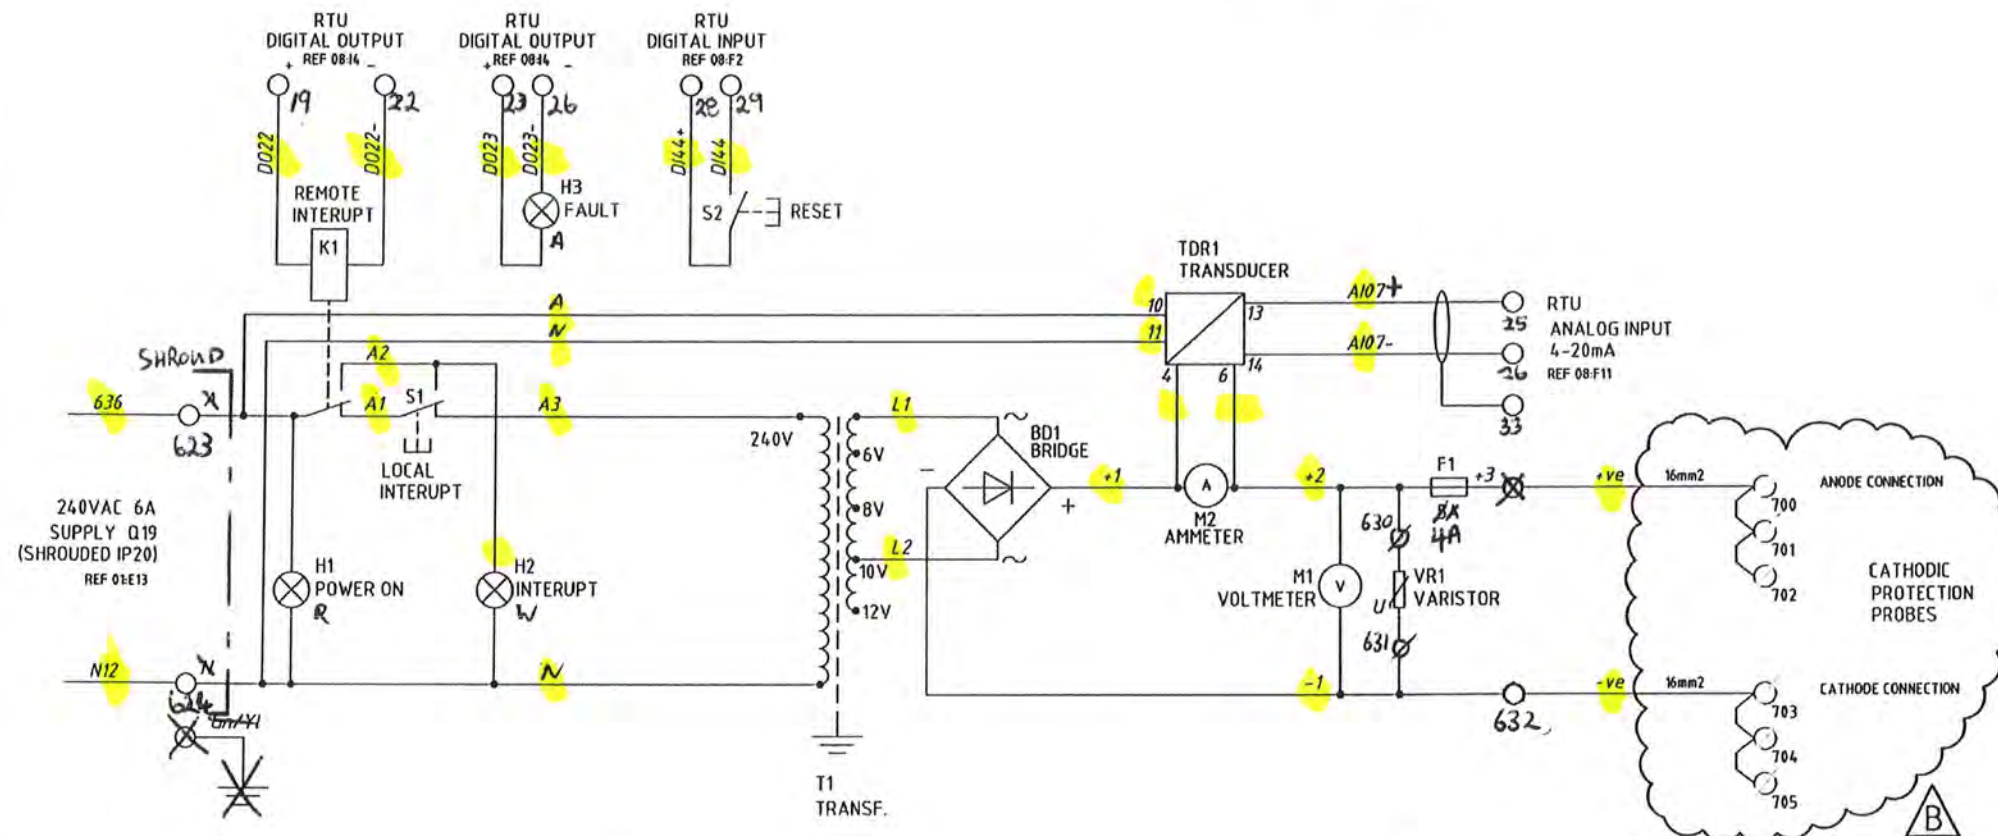 RTU
DIGITAL OUTPUT
REF 08:14
+ -
19 22
DO22 DO22-
REMOTE
INTERUPT
K1
RTU
DIGITAL OUTPUT
REF 08:14
+ -
23 26
DO23 DO23-
H3
FAULT
A
RTU
DIGITAL INPUT
REF 08:F2
28 29
DI44+ DI44
S2
RESET
TDR1
TRANSDUCER
A
N
10
11
13
14
4 6
AI07+
AI07-
25
26
33
RTU
ANALOG INPUT
4-20mA
REF 08:F11
SHROUD
636
623
A2
A1
S1
A3
LOCAL
INTERUPT
240V
240VAC 6A
SUPPLY Q19
(SHROUDED IP20)
REF 01:E13
H1
POWER ON
R
H2
INTERUPT
W
N12
N
624
Gn/Yl
N
L1
6V
8V
L2
10V
12V
T1
TRANSF.
BD1
BRIDGE
-
+
+1
A
M2
AMMETER
+2
F1
4A
+3
M1
VOLTMETER
V
630
VR1
VARISTOR
U
631
-1
632
+ve
16mm2
ANODE CONNECTION
700
701
702
CATHODIC
PROTECTION
PROBES
-ve
16mm2
CATHODE CONNECTION
703
704
705
B